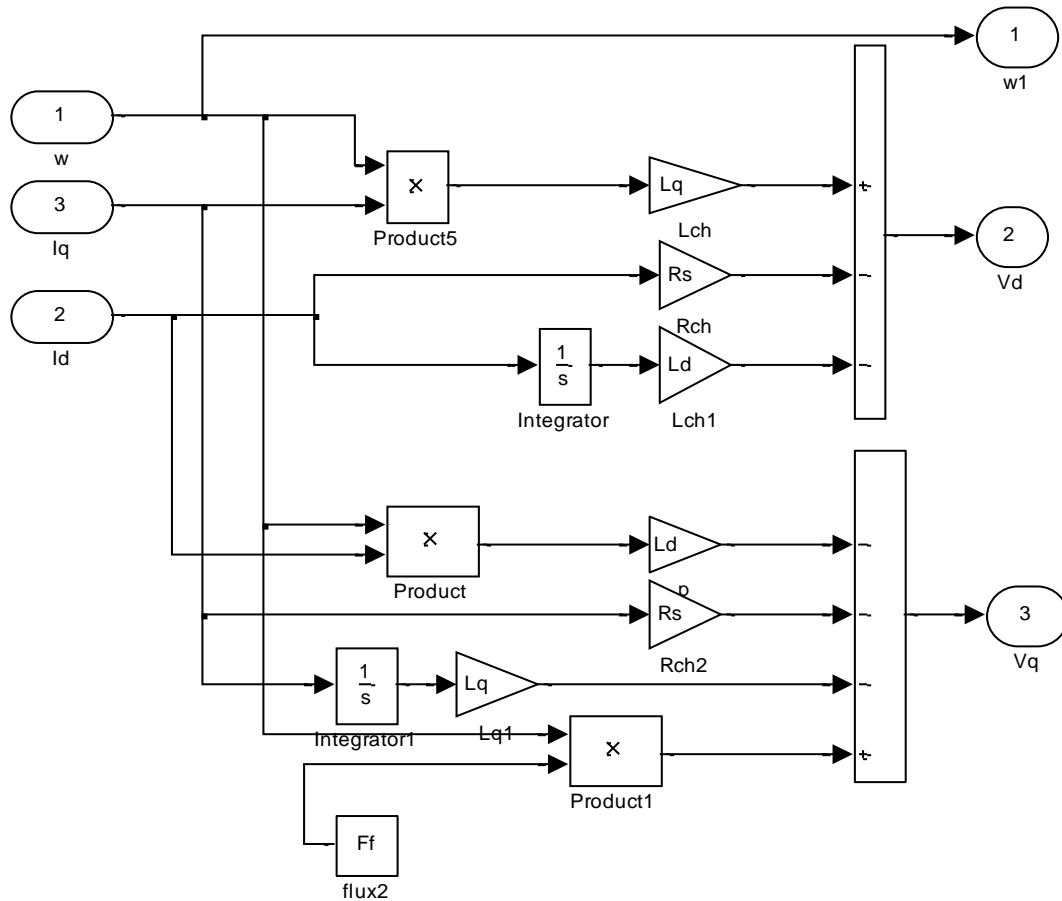 1
w1
1
w
×
Lq
3
Iq
Product5
Lch
+
2
Vd
Rs
−
2
Id
Rch
1
s
Ld
−
Integrator
Lch1
×
Ld
−
Product
p
Rs
−
3
Vq
Rch2
1
s
Lq
−
Integrator1
Lq1
×
+
Product1
Ff
flux2